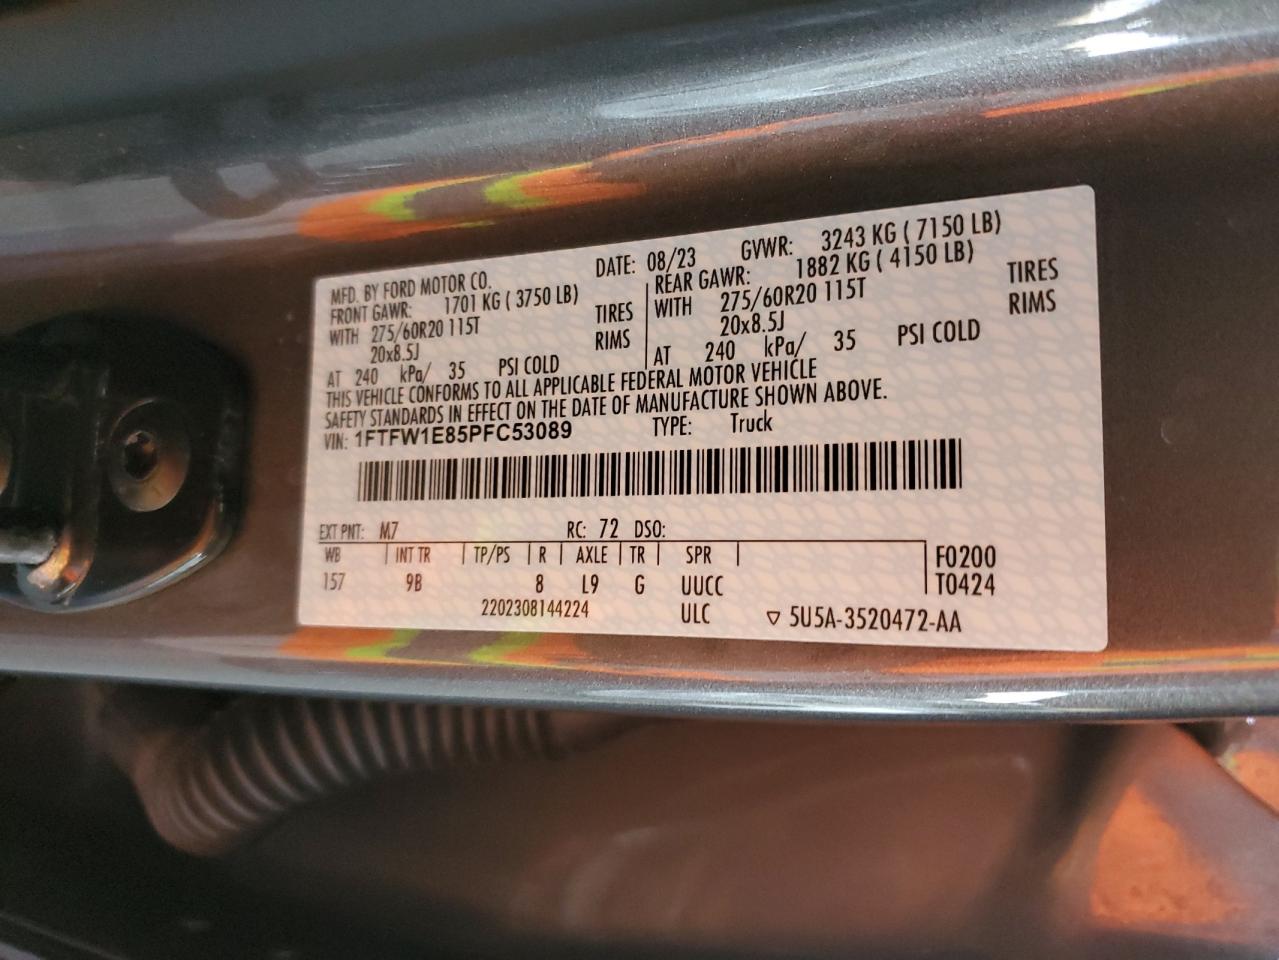 MFD. BY FORD MOTOR CO. DATE: 08/23 GVWR: 3243 KG ( 7150 LB)
FRONT GAWR: 1701 KG ( 3750 LB) REAR GAWR: 1882 KG ( 4150 LB)
WITH 275/60R20 115T TIRES WITH 275/60R20 115T TIRES
20x8.5J RIMS 20x8.5J RIMS
AT 240 kPa/ 35 PSI COLD AT 240 kPa/ 35 PSI COLD
THIS VEHICLE CONFORMS TO ALL APPLICABLE FEDERAL MOTOR VEHICLE
SAFETY STANDARDS IN EFFECT ON THE DATE OF MANUFACTURE SHOWN ABOVE.
VIN: 1FTFW1E85PFC53089 TYPE: Truck
EXT PNT: M7 RC: 72 DSO:
WB INT TR TP/PS R AXLE TR SPR F0200
157 9B 8 L9 G UUCC T0424
2202308144224 ULC ▽ 5U5A-3520472-AA